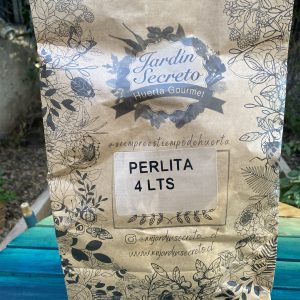 Jardín
Secreto
Huerta Gourmet
#siempreestiempodehuerta
PERLITA
4 LTS